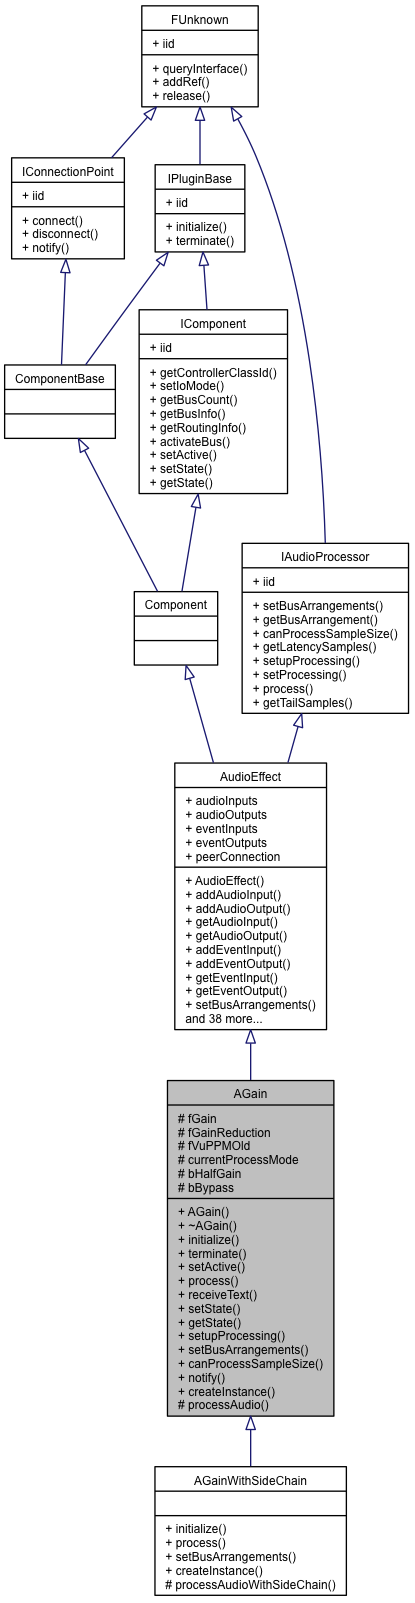 FUnknown
+ iid
+ queryInterface()
+ addRef()
+ release()
IConnectionPoint
+ iid
+ connect()
+ disconnect()
+ notify()
IPluginBase
+ iid
+ initialize()
+ terminate()
IComponent
+ iid
+ getControllerClassId()
+ setIoMode()
+ getBusCount()
+ getBusInfo()
+ getRoutingInfo()
+ activateBus()
+ setActive()
+ setState()
+ getState()
ComponentBase
IAudioProcessor
+ iid
+ setBusArrangements()
+ getBusArrangement()
+ canProcessSampleSize()
+ getLatencySamples()
+ setupProcessing()
+ setProcessing()
+ process()
+ getTailSamples()
Component
AudioEffect
+ audioInputs
+ audioOutputs
+ eventInputs
+ eventOutputs
+ peerConnection
+ AudioEffect()
+ addAudioInput()
+ addAudioOutput()
+ getAudioInput()
+ getAudioOutput()
+ addEventInput()
+ addEventOutput()
+ getEventInput()
+ getEventOutput()
+ setBusArrangements()
and 38 more...
AGain
# fGain
# fGainReduction
# fVuPPMOld
# currentProcessMode
# bHalfGain
# bBypass
+ AGain()
+ ~AGain()
+ initialize()
+ terminate()
+ setActive()
+ process()
+ receiveText()
+ setState()
+ getState()
+ setupProcessing()
+ setBusArrangements()
+ canProcessSampleSize()
+ notify()
+ createInstance()
# processAudio()
AGainWithSideChain
+ initialize()
+ process()
+ setBusArrangements()
+ createInstance()
# processAudioWithSideChain()